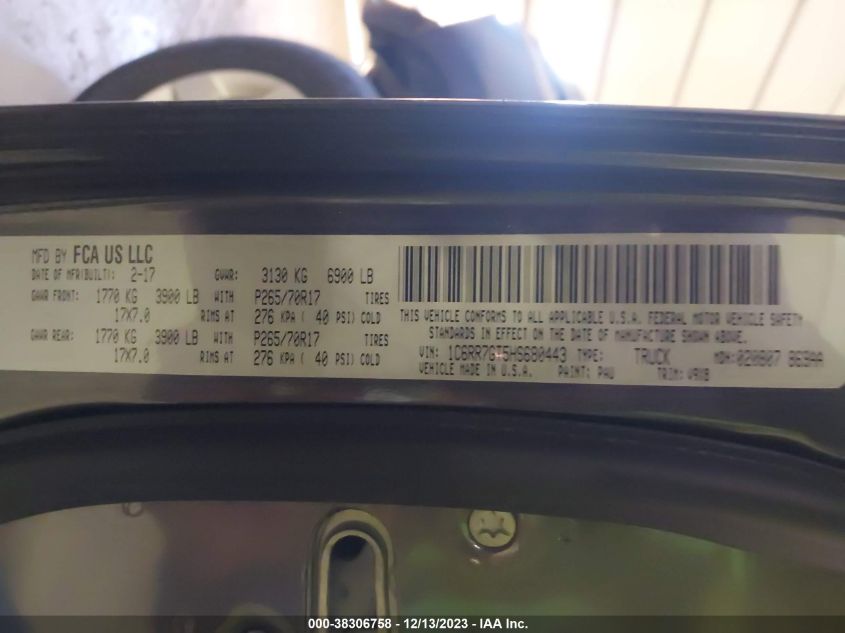 MFD BY FCA US LLC
DATE OF MFR(BUILT): 2-17 GVWR: 3130 KG 6900 LB
GAWR FRONT: 1770 KG 3900 LB WITH P265/70R17 TIRES
17X7.0 RIMS AT 276 KPA ( 40 PSI) COLD
GAWR REAR: 1770 KG 3900 LB WITH P265/70R17 TIRES
17X7.0 RIMS AT 276 KPA ( 40 PSI) COLD
THIS VEHICLE CONFORMS TO ALL APPLICABLE U.S.A. FEDERAL MOTOR VEHICLE SAFETY
STANDARDS IN EFFECT ON THE DATE OF MANUFACTURE SHOWN ABOVE.
VIN: 1C6RR7GT5HS680443 TYPE: TRUCK MDH:020807
VEHICLE MADE IN U.S.A. PAINT: PAU TRIM:
000-38306758 - 12/13/2023 - IAA Inc.